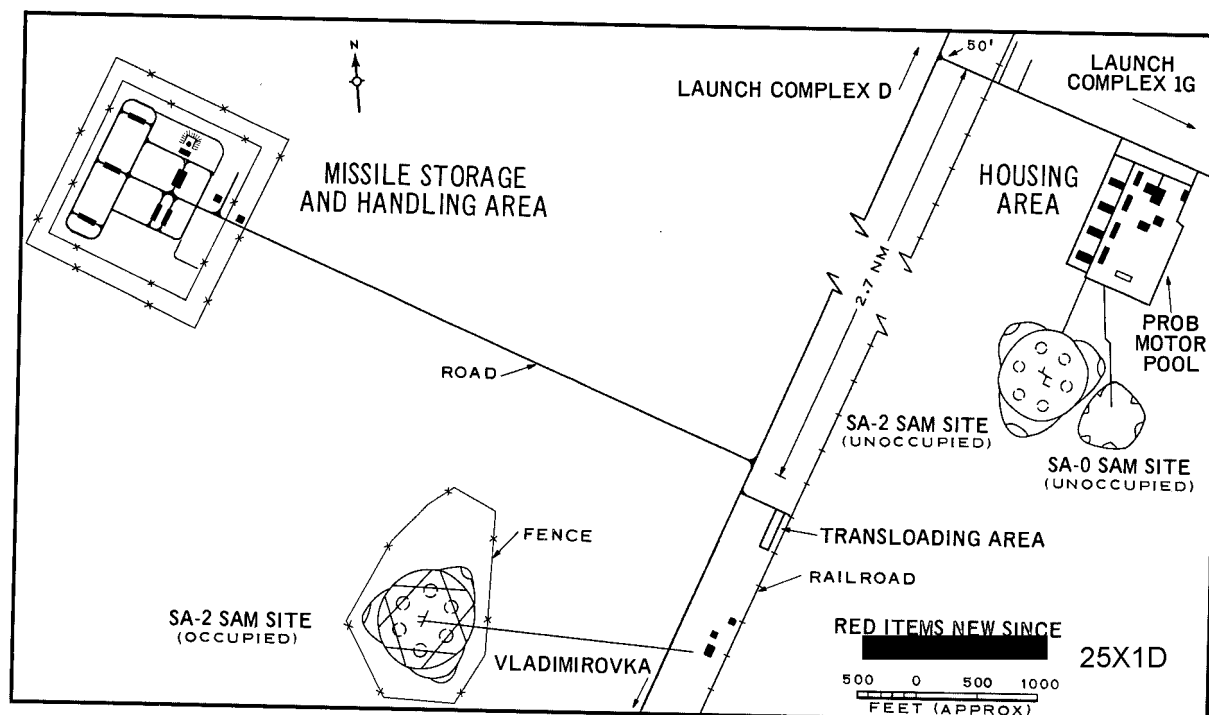 N
50'
LAUNCH COMPLEX D
LAUNCH
COMPLEX 1G
MISSILE STORAGE
AND HANDLING AREA
HOUSING
AREA
2.7 NM
PROB
MOTOR
POOL
ROAD
SA-2 SAM SITE
(UNOCCUPIED)
SA-0 SAM SITE
(UNOCCUPIED)
FENCE
TRANSLOADING AREA
RAILROAD
SA-2 SAM SITE
(OCCUPIED)
VLADIMIROVKA
RED ITEMS NEW SINCE
25X1D
500 0 500 1000
FEET (APPROX)